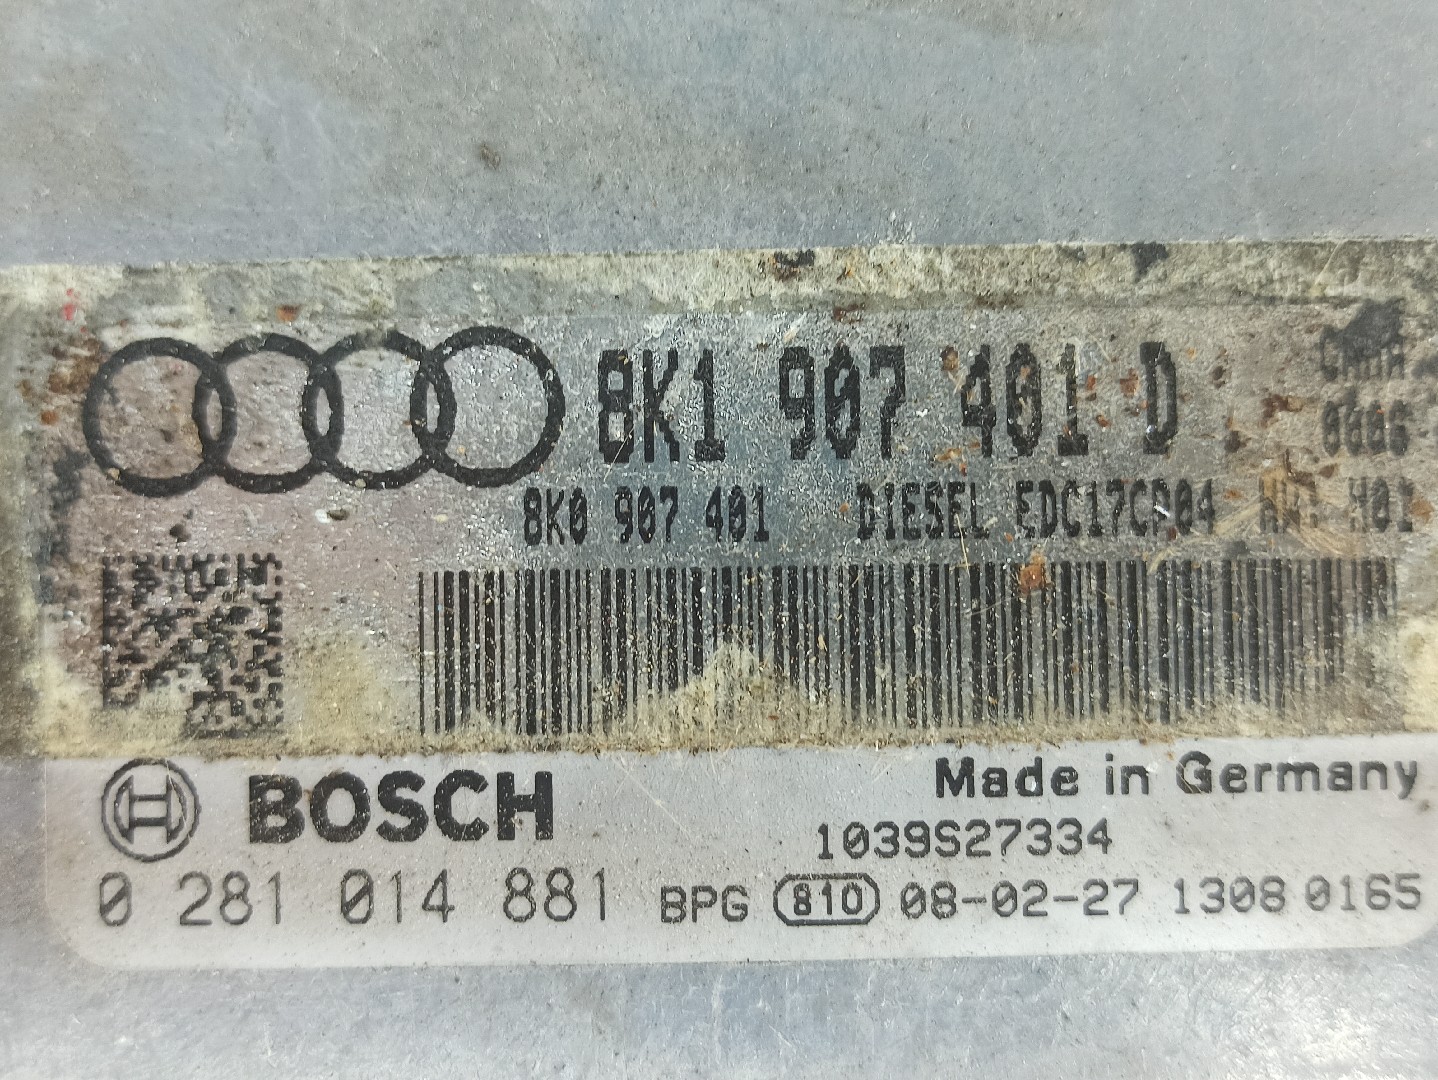 8K1 907 401 D
8K0 907 401 DIESEL EDC17CP04 H01
BOSCH
Made in Germany
1039S27334
0 281 014 881 BPG 810 08-02-27 1308 0165